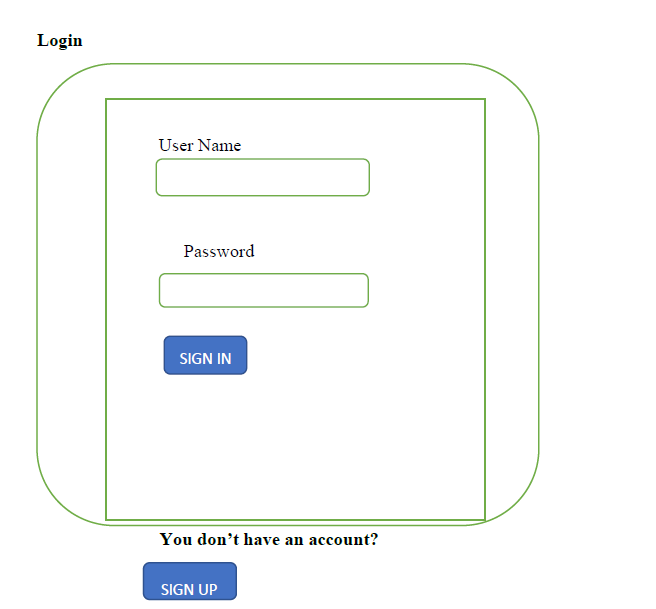 Login
User Name
Password
SIGN IN
You don’t have an account?
SIGN UP